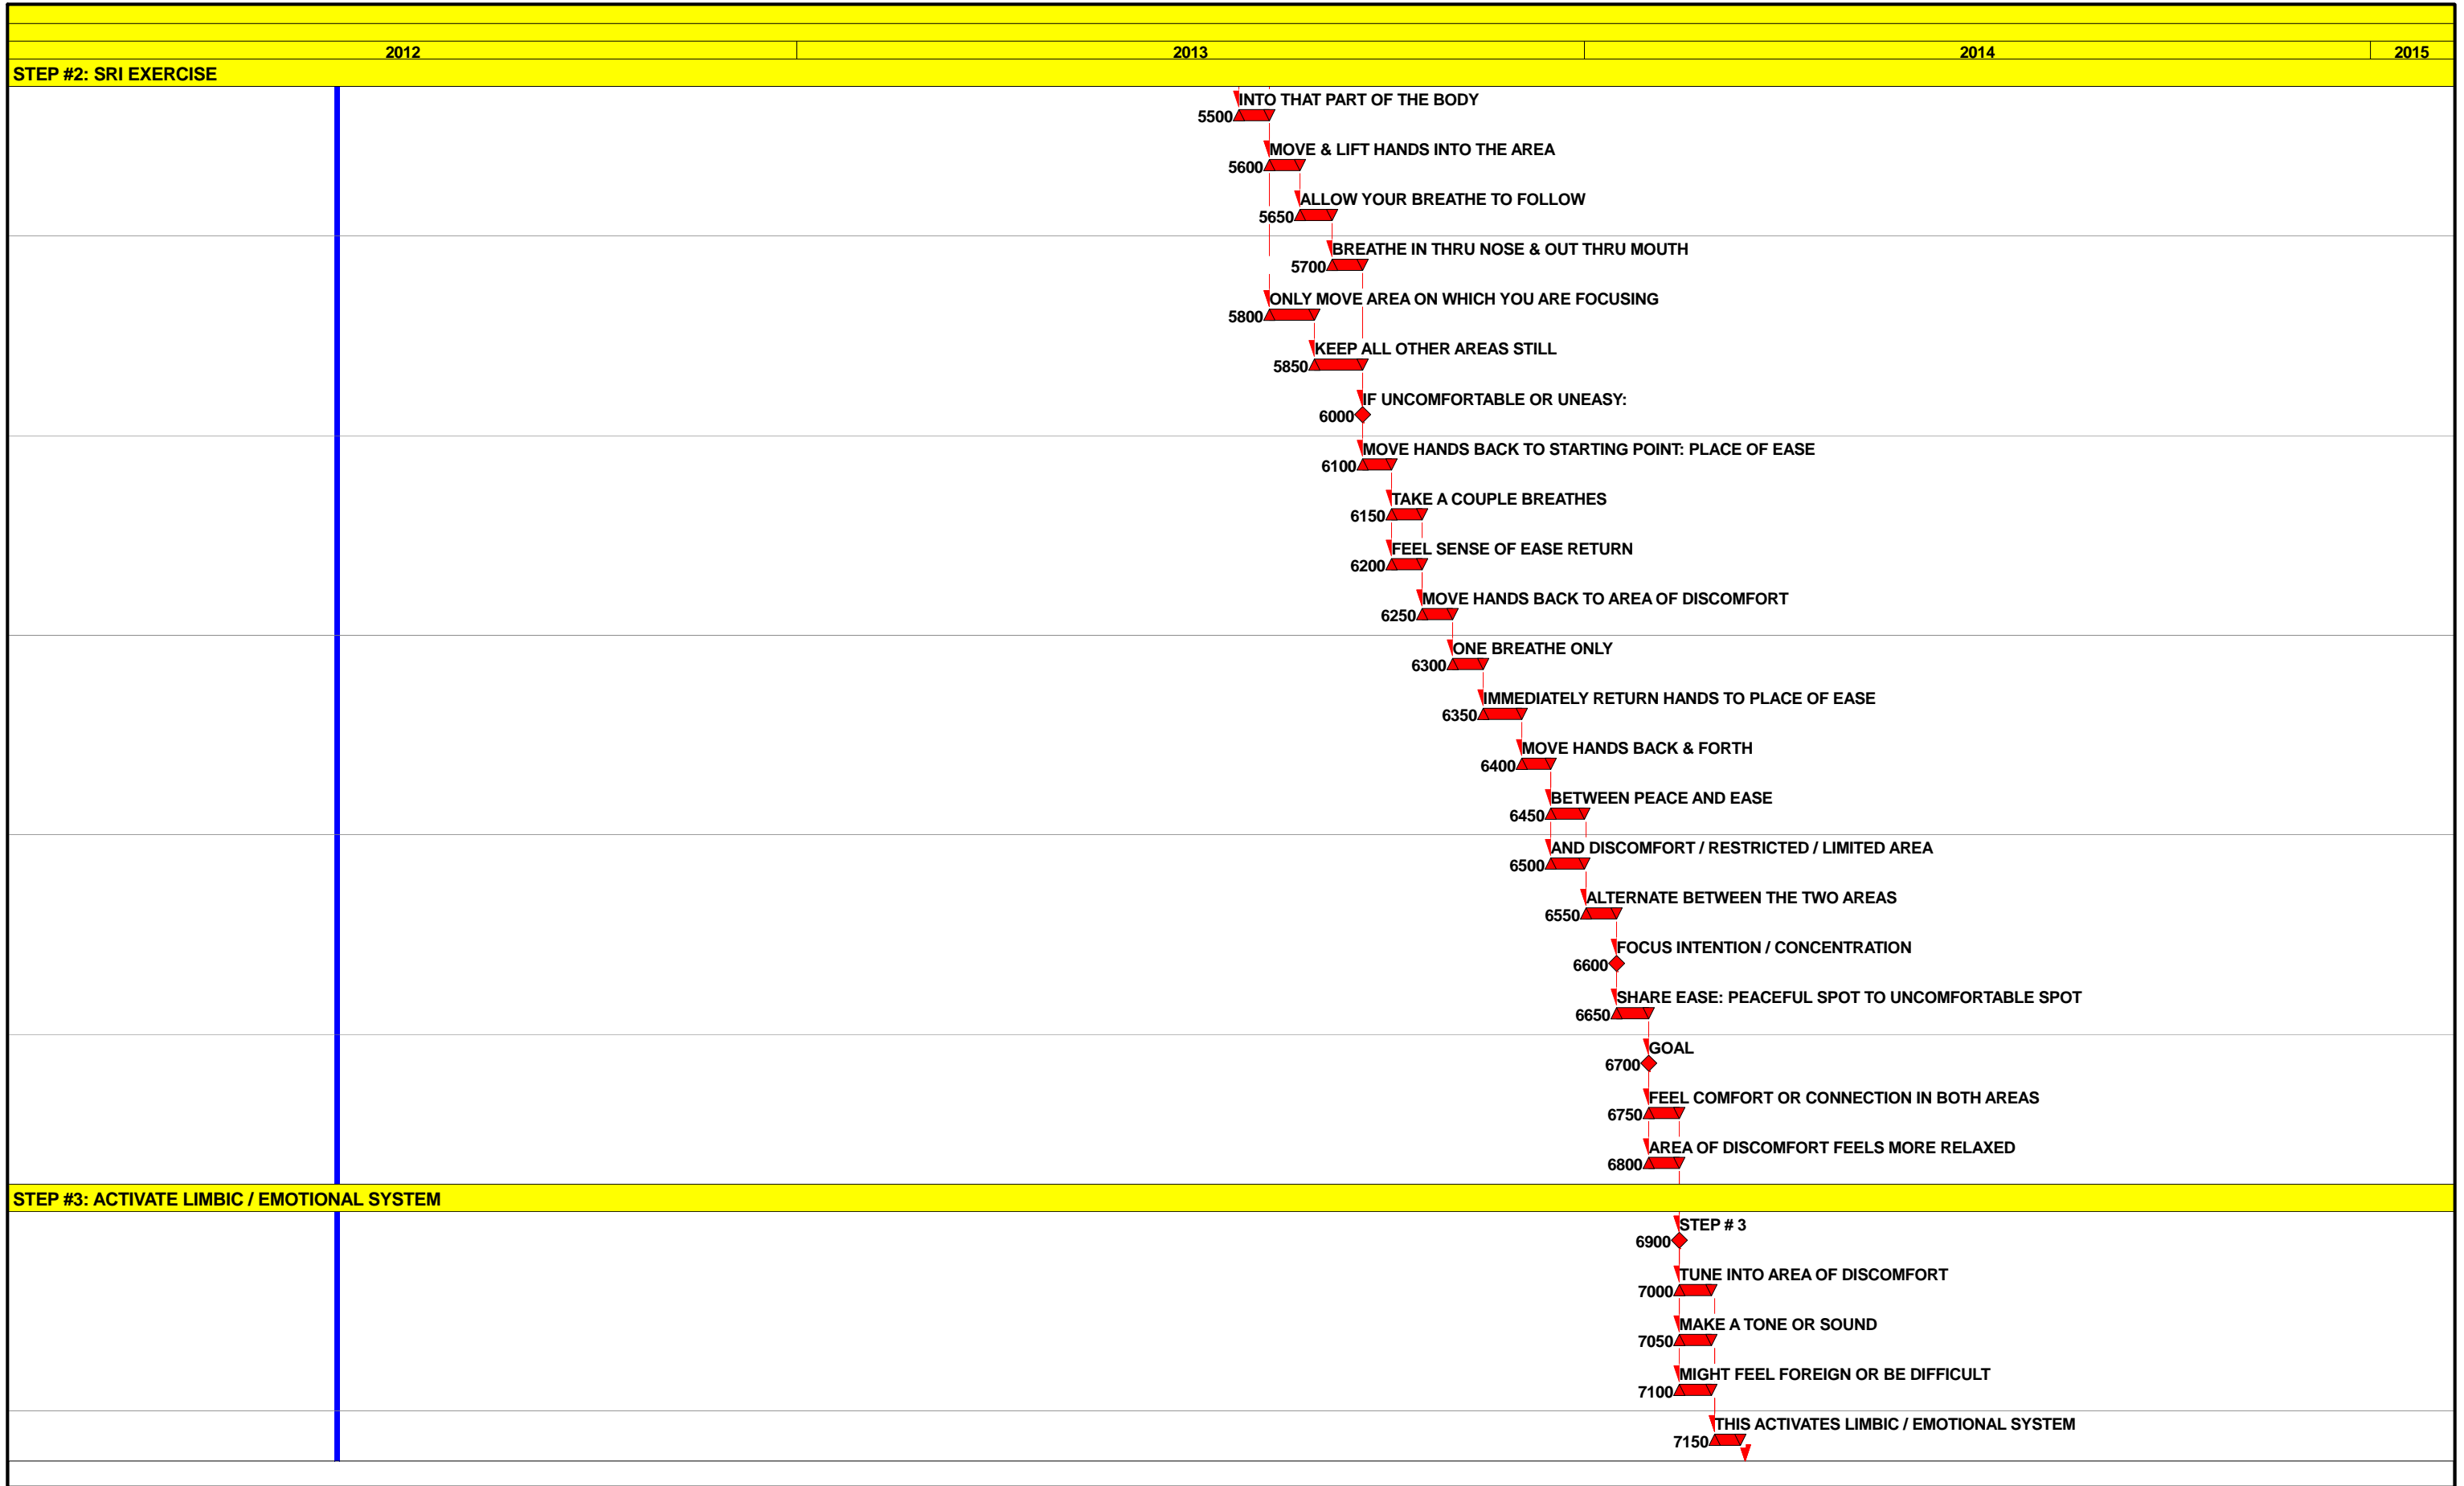 2012 2013 2014 2015
STEP #2: SRI EXERCISE
INTO THAT PART OF THE BODY
5500
MOVE & LIFT HANDS INTO THE AREA
5600
ALLOW YOUR BREATHE TO FOLLOW
5650
BREATHE IN THRU NOSE & OUT THRU MOUTH
5700
ONLY MOVE AREA ON WHICH YOU ARE FOCUSING
5800
KEEP ALL OTHER AREAS STILL
5850
IF UNCOMFORTABLE OR UNEASY:
6000
MOVE HANDS BACK TO STARTING POINT: PLACE OF EASE
6100
TAKE A COUPLE BREATHES
6150
FEEL SENSE OF EASE RETURN
6200
MOVE HANDS BACK TO AREA OF DISCOMFORT
6250
ONE BREATHE ONLY
6300
IMMEDIATELY RETURN HANDS TO PLACE OF EASE
6350
MOVE HANDS BACK & FORTH
6400
BETWEEN PEACE AND EASE
6450
AND DISCOMFORT / RESTRICTED / LIMITED AREA
6500
ALTERNATE BETWEEN THE TWO AREAS
6550
FOCUS INTENTION / CONCENTRATION
6600
SHARE EASE: PEACEFUL SPOT TO UNCOMFORTABLE SPOT
6650
GOAL
6700
FEEL COMFORT OR CONNECTION IN BOTH AREAS
6750
AREA OF DISCOMFORT FEELS MORE RELAXED
6800
STEP #3: ACTIVATE LIMBIC / EMOTIONAL SYSTEM
STEP # 3
6900
TUNE INTO AREA OF DISCOMFORT
7000
MAKE A TONE OR SOUND
7050
MIGHT FEEL FOREIGN OR BE DIFFICULT
7100
THIS ACTIVATES LIMBIC / EMOTIONAL SYSTEM
7150